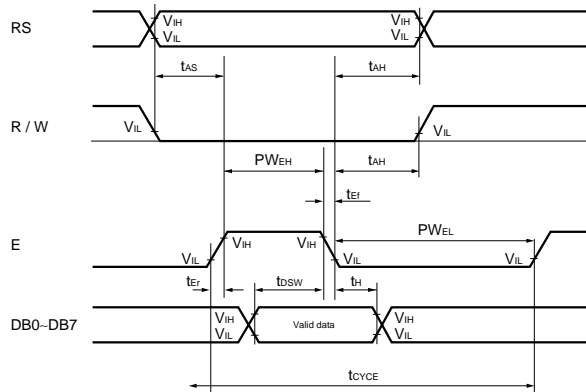 RS
VIH
VIL
VIH
VIL
tAS
tAH
R / W
VIL
VIL
PWEH
tAH
tEf
E
VIH
VIH
PWEL
VIL
VIL
VIL
tEr
tDSW
tH
DB0~DB7
VIH
VIL
Valid data
VIH
VIL
tCYCE